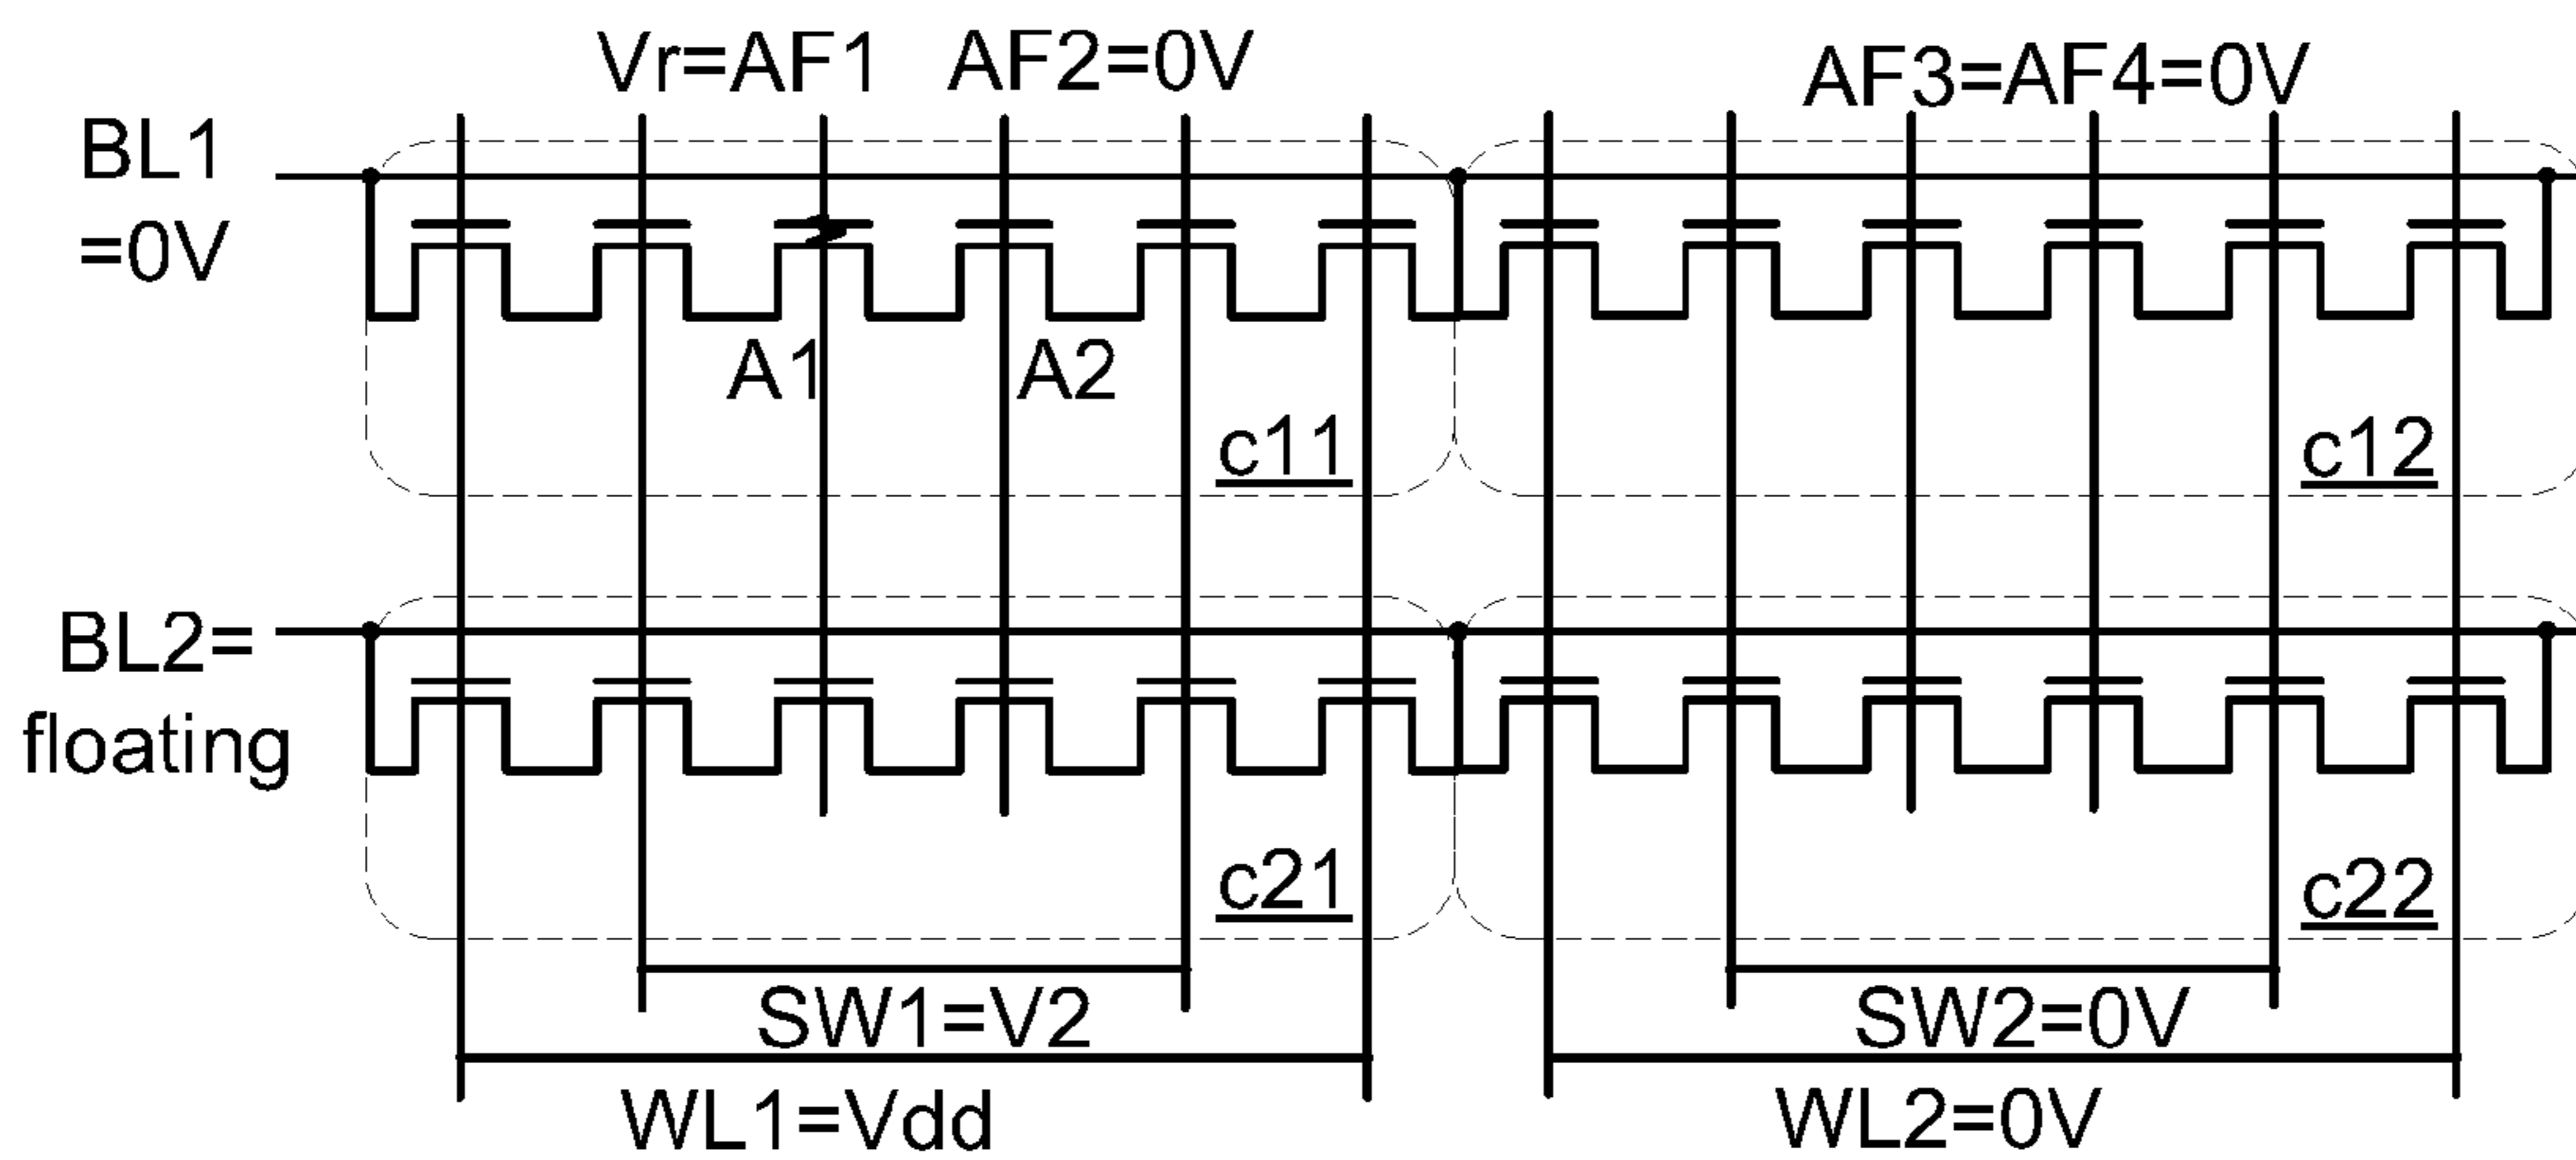 Vr=AF1 AF2=0V AF3=AF4=0V
BL1
=0V
A1 A2
c11 c12
BL2=
floating
c21 c22
SW1=V2 SW2=0V
WL1=Vdd WL2=0V